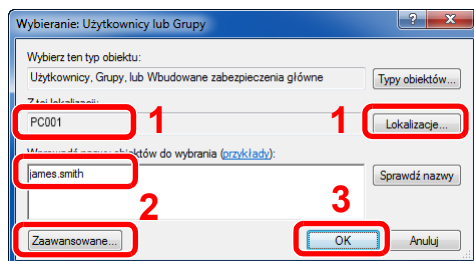 Wybieranie: Użytkownicy lub Grupy
Wybierz ten typ obiektu:
Użytkownicy, Grupy, lub Wbudowane zabezpieczenia główne
Typy obiektów...
Z tej lokalizacji:
PC001
1
1
Lokalizacje...
Wprowadź nazwy obiektów do wybrania (przykłady):
james.smith
Sprawdź nazwy
2
3
Zaawansowane...
OK
Anuluj